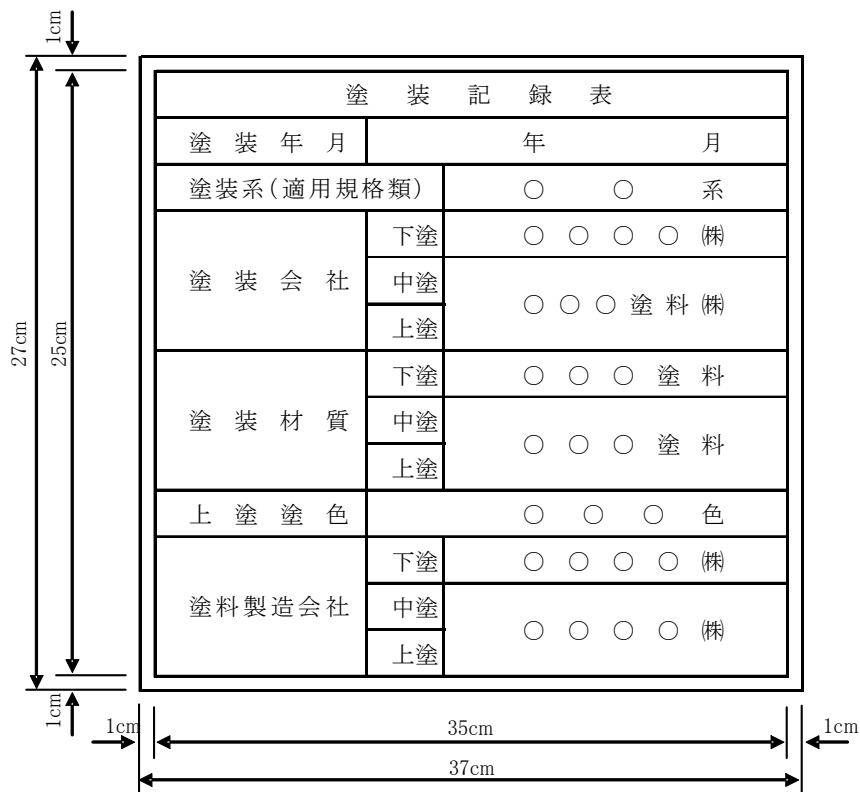 1cm
塗装記録表
塗装年月 年 月
塗装系(適用規格類) ○ ○ 系
下塗 ○ ○ ○ ○ ㈱
塗装会社 中塗 ○ ○ ○ 塗 料 ㈱
上塗
下塗 ○ ○ ○ 塗 料
塗装材質 中塗 ○ ○ ○ 塗 料
上塗
上塗塗色 ○ ○ ○ 色
下塗 ○ ○ ○ ○ ㈱
塗料製造会社 中塗 ○ ○ ○ ○ ㈱
上塗
27cm
25cm
1cm
1cm 35cm 1cm
37cm